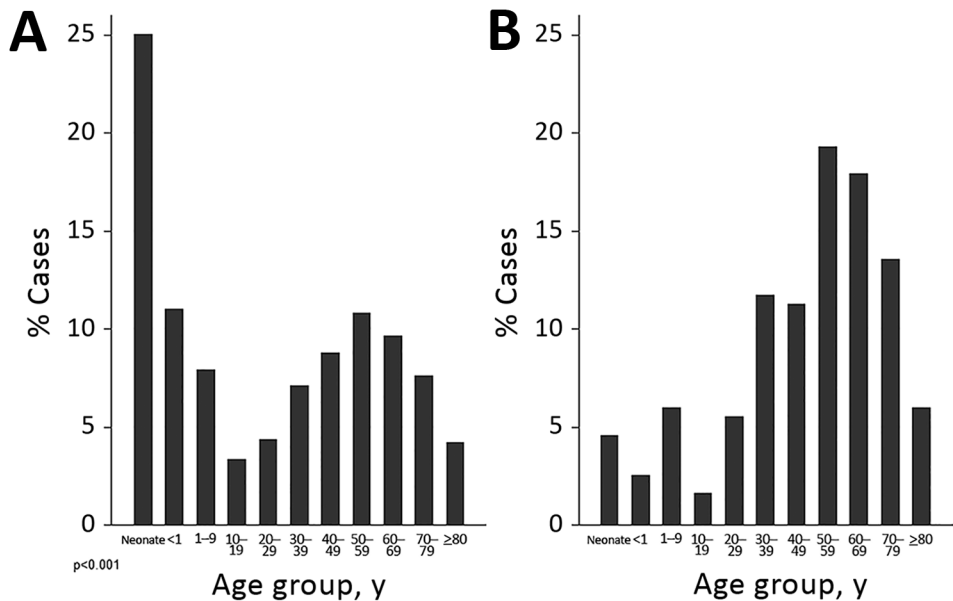 A
25
20
15
10
5
0
% Cases
Neonate <1 1–9 10–19 20–29 30–39 40–49 50–59 60–69 70–79 ≥80
p<0.001
Age group, y
B
25
20
15
10
5
0
% Cases
Neonate <1 1–9 10–19 20–29 30–39 40–49 50–59 60–69 70–79 ≥80
Age group, y